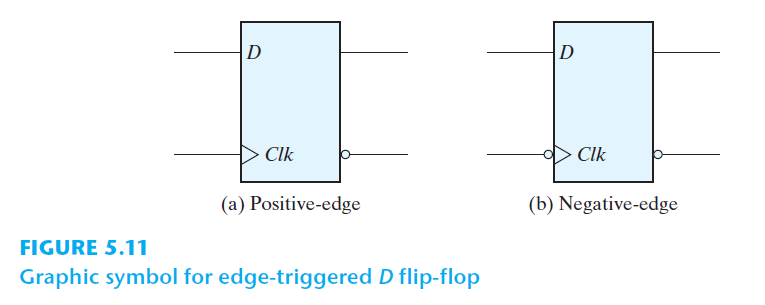 D
D
Clk
Clk
(a) Positive-edge
(b) Negative-edge
FIGURE 5.11
Graphic symbol for edge-triggered D flip-flop